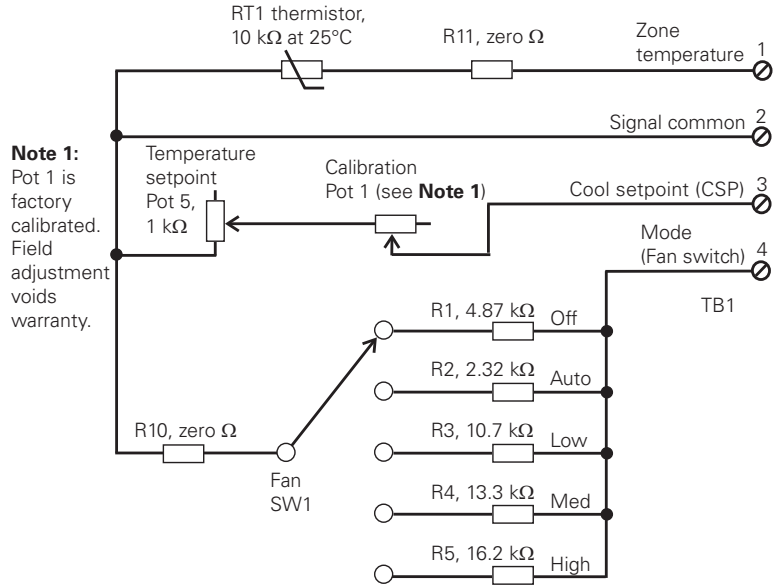 RT1 thermistor,
10 kΩ at 25°C
R11, zero Ω
Zone
temperature
1
Signal common
2
Note 1:
Pot 1 is
factory
calibrated.
Field
adjustment
voids
warranty.
Temperature
setpoint
Pot 5,
1 kΩ
Calibration
Pot 1 (see Note 1)
Cool setpoint (CSP)
3
Mode
(Fan switch)
4
TB1
R1, 4.87 kΩ
Off
R2, 2.32 kΩ
Auto
R3, 10.7 kΩ
Low
R10, zero Ω
Fan
SW1
R4, 13.3 kΩ
Med
R5, 16.2 kΩ
High